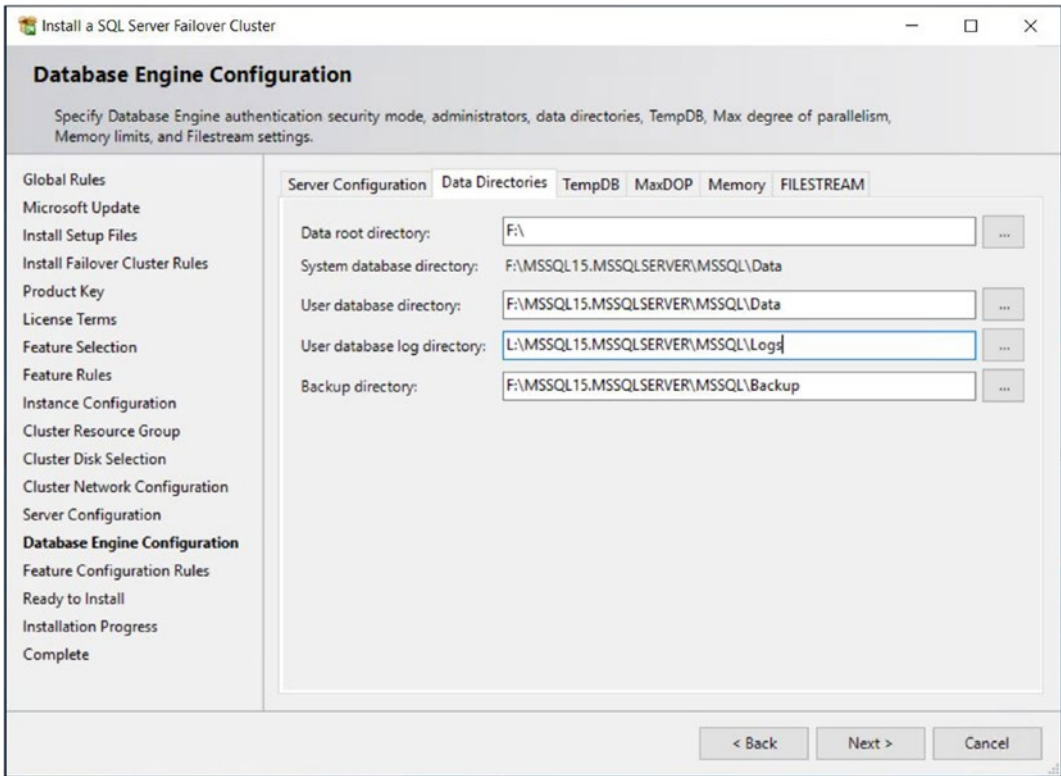 Install a SQL Server Failover Cluster
Database Engine Configuration
Specify Database Engine authentication security mode, administrators, data directories, TempDB, Max degree of parallelism,
Memory limits, and Filestream settings.
Global Rules
Microsoft Update
Install Setup Files
Install Failover Cluster Rules
Product Key
License Terms
Feature Selection
Feature Rules
Instance Configuration
Cluster Resource Group
Cluster Disk Selection
Cluster Network Configuration
Server Configuration
Database Engine Configuration
Feature Configuration Rules
Ready to Install
Installation Progress
Complete
Server Configuration Data Directories TempDB MaxDOP Memory FILESTREAM
Data root directory: F:\ ...
System database directory: F:\MSSQL15.MSSQLSERVER\MSSQL\Data
User database directory: F:\MSSQL15.MSSQLSERVER\MSSQL\Data ...
User database log directory: L:\MSSQL15.MSSQLSERVER\MSSQL\Logs ...
Backup directory: F:\MSSQL15.MSSQLSERVER\MSSQL\Backup ...
< Back Next > Cancel